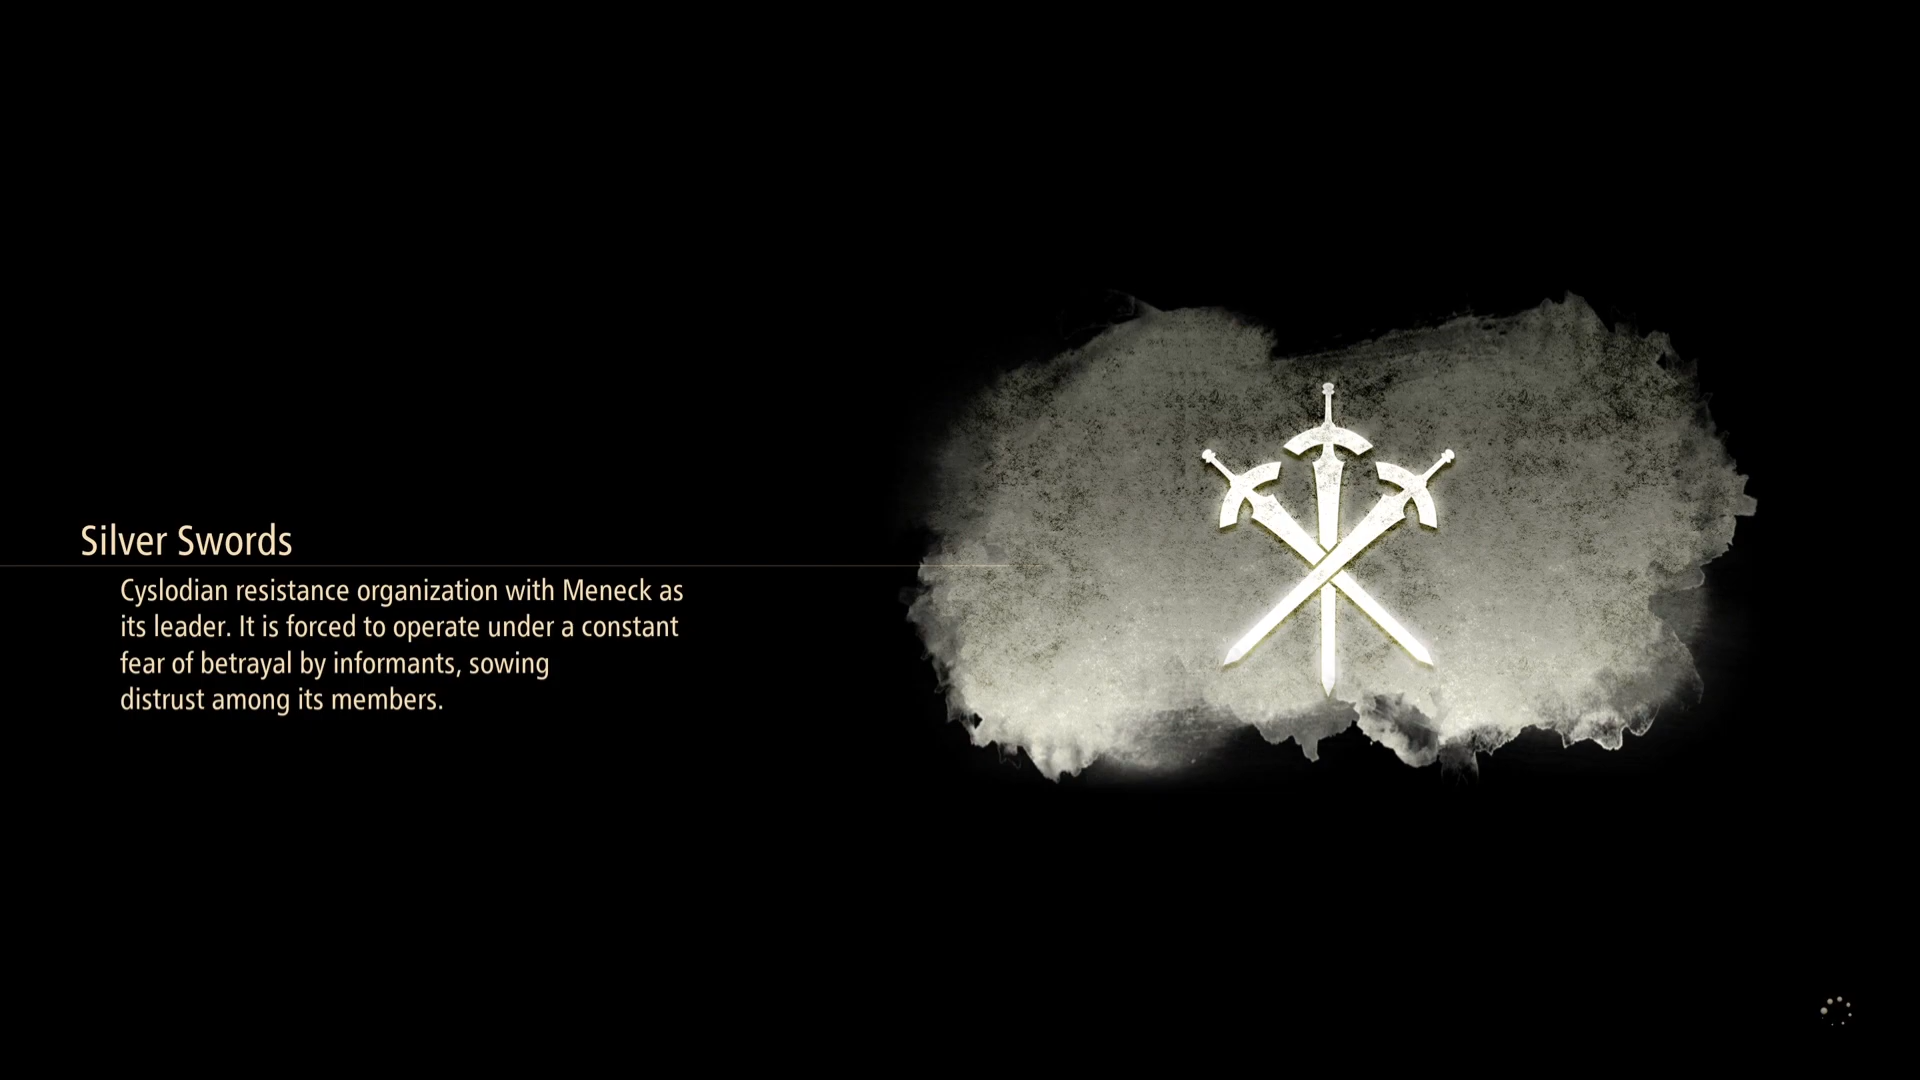 Silver Swords
Cyslodian resistance organization with Meneck as
its leader. It is forced to operate under a constant
fear of betrayal by informants, sowing
distrust among its members.